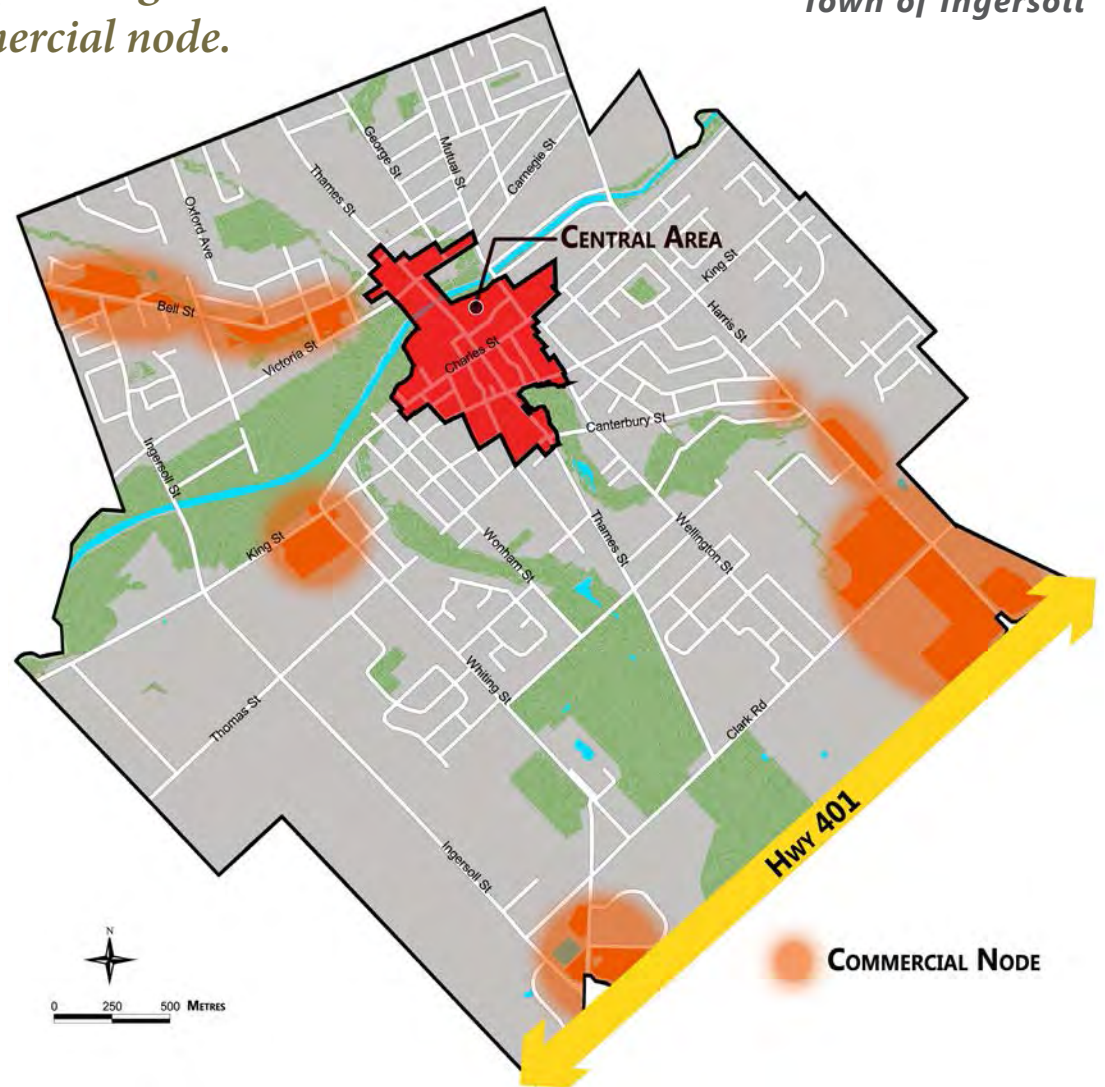 Town of Ingersoll
commercial node.
George St
Mutual St
Carnegie St
Thames St
Oxford Ave
CENTRAL AREA
King St
Bell St
Harris St
Charles St
Victoria St
Canterbury St
Ingersoll St
King St
Thames St
Wellington St
Wonham St
Whiting St
Thomas St
Clark Rd
HWY 401
Ingersoll St
N
COMMERCIAL NODE
0 250 500 METRES